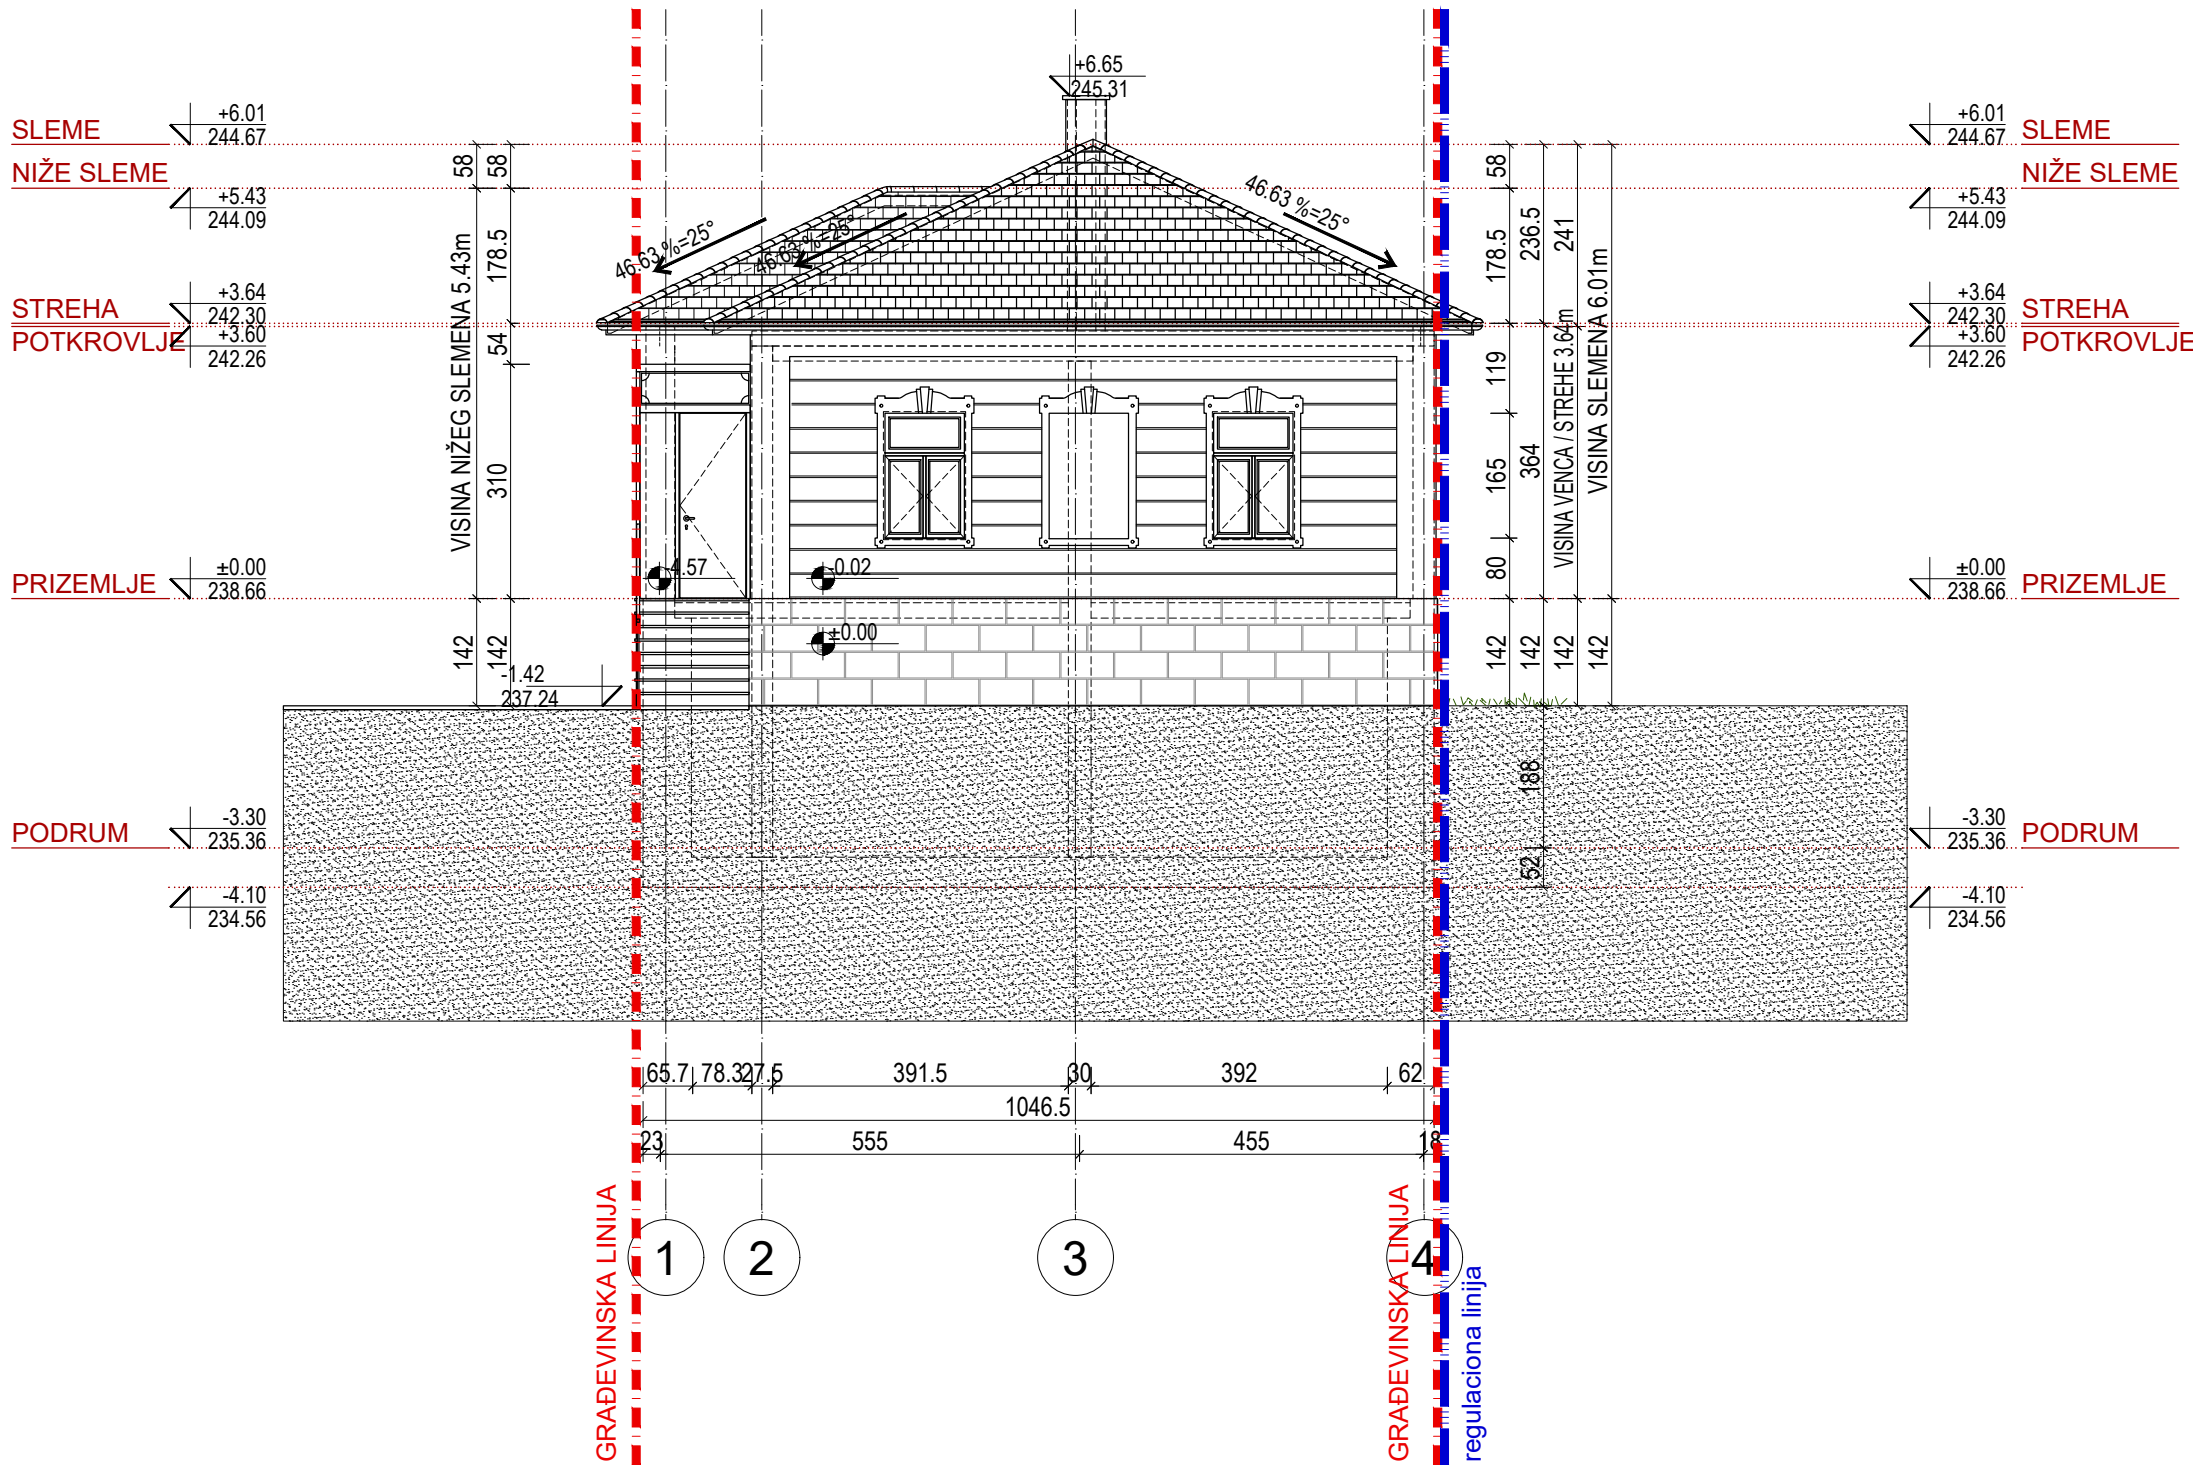 +6.65
245.31
SLEME
+6.01
244.67
NIŽE SLEME
+5.43
244.09
STREHA
+3.64
242.30
POTKROVLJE
+3.60
242.26
PRIZEMLJE
±0.00
238.66
-1.42
237.24
PODRUM
-3.30
235.36
-4.10
234.56
VISINA NIŽEG SLEMENA 5.43m
58
142
58
178.5
54
310
142
46.63 %=25°
46.63 %=25°
46.63 %=25°
-4.57
-0.02
±0.00
58
178.5
119
165
80
142
236.5
364
142
188
52
241
VISINA VENCA / STREHE 3.64m
142
VISINA SLEMENA 6.01m
142
+6.01
244.67
SLEME
NIŽE SLEME
+5.43
244.09
+3.64
242.30
STREHA
+3.60
242.26
POTKROVLJE
±0.00
238.66
PRIZEMLJE
-3.30
235.36
PODRUM
-4.10
234.56
65.7 78.3 27.5 391.5 30 392 62
1046.5
23 555 455 18
1 2 3 4
GRAĐEVINSKA LINIJA
GRAĐEVINSKA LINIJA
regulaciona linija